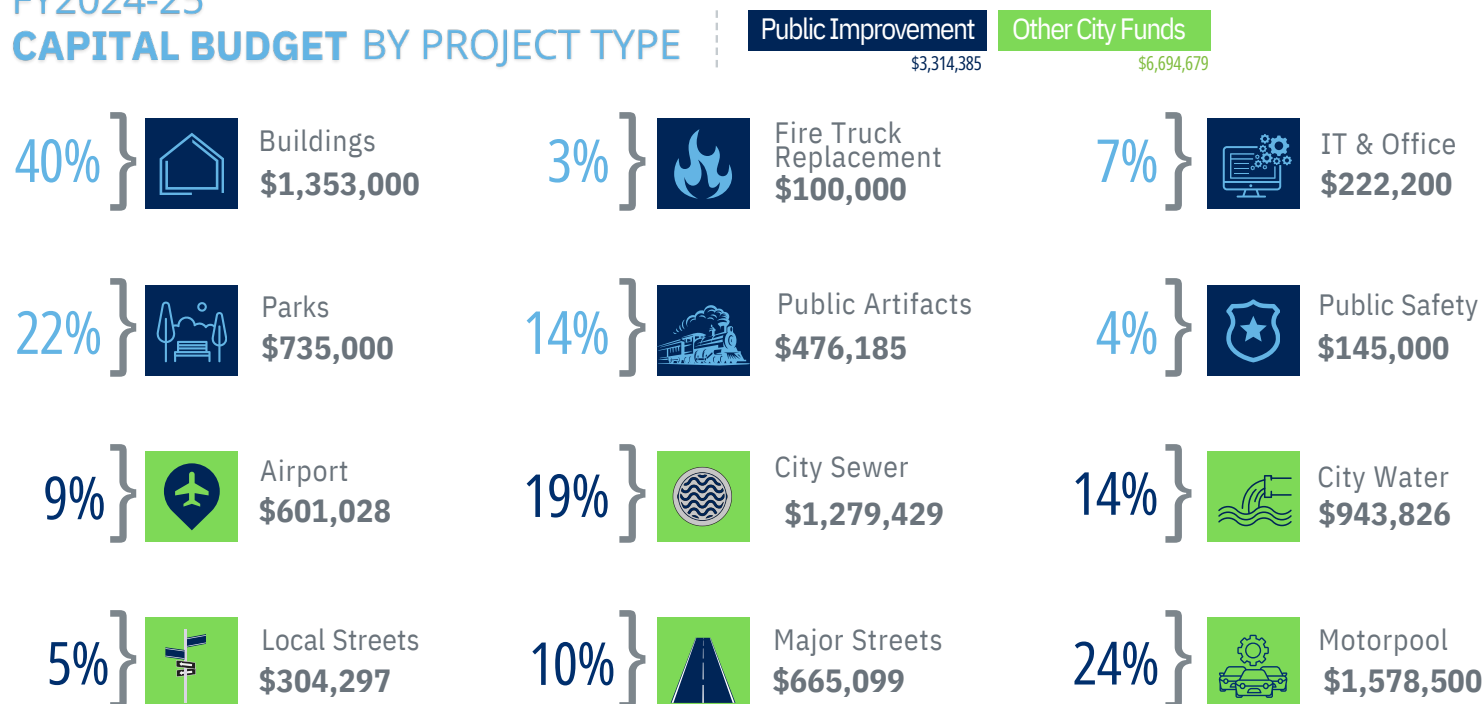 FY2024-25
CAPITAL BUDGET BY PROJECT TYPE
Public Improvement
$3,314,385
Other City Funds
$6,694,679
40%
Buildings
$1,353,000
3%
Fire Truck
Replacement
$100,000
7%
IT & Office
$222,200
22%
Parks
$735,000
14%
Public Artifacts
$476,185
4%
Public Safety
$145,000
9%
Airport
$601,028
19%
City Sewer
$1,279,429
14%
City Water
$943,826
5%
Local Streets
$304,297
10%
Major Streets
$665,099
24%
Motorpool
$1,578,500